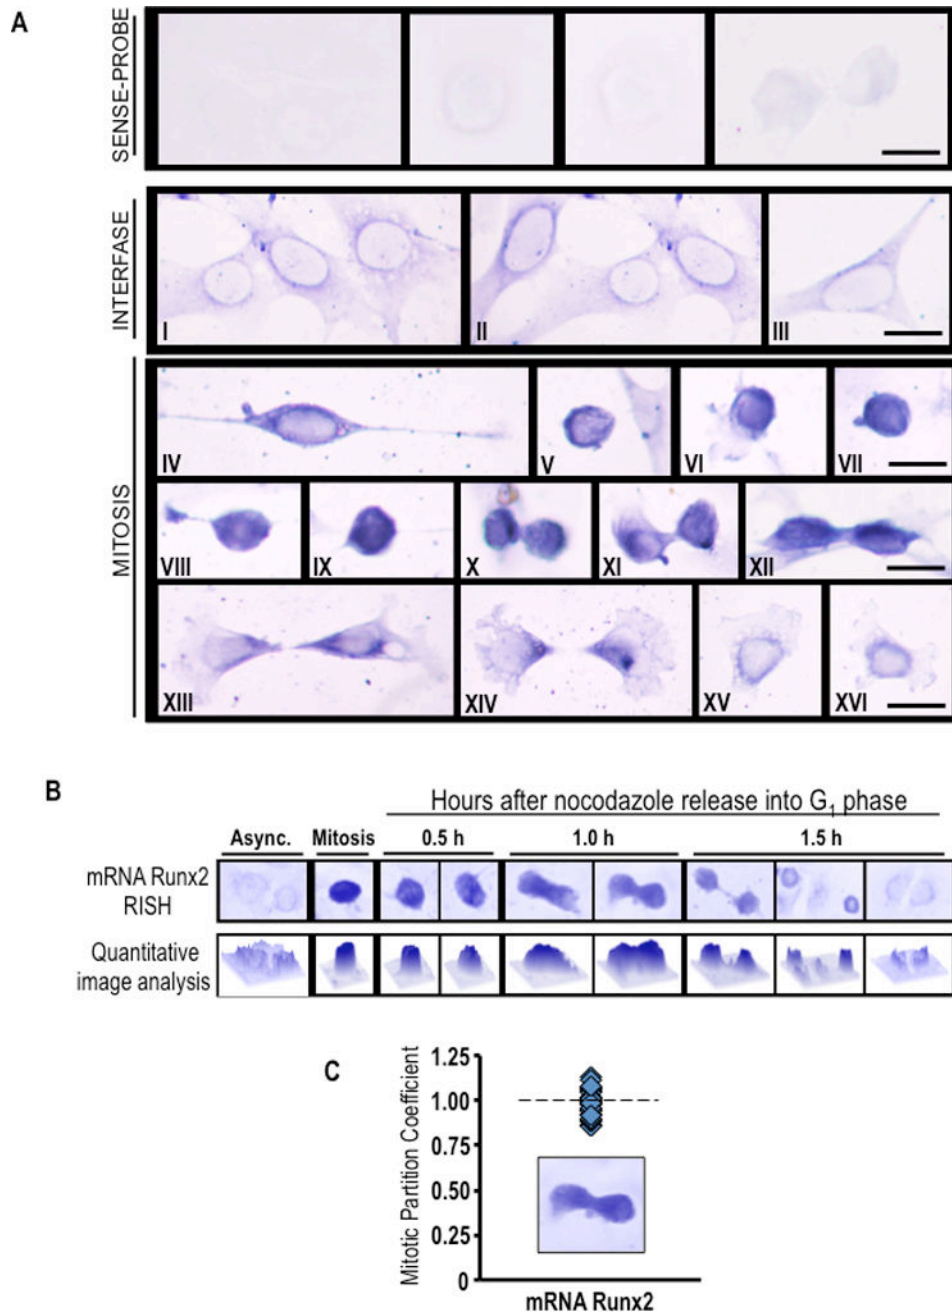 A
SENSE-PROBE
INTERFASE
I
II
III
MITOSIS
IV
V
VI
VII
VIII
IX
X
XI
XII
XIII
XIV
XV
XVI
B
Hours after nocodazole release into G1 phase
Async.
Mitosis
0.5 h
1.0 h
1.5 h
mRNA Runx2
RISH
Quantitative
image analysis
C
Mitotic Partition Coefficient
1.25
1.00
0.75
0.50
0.25
0
mRNA Runx2